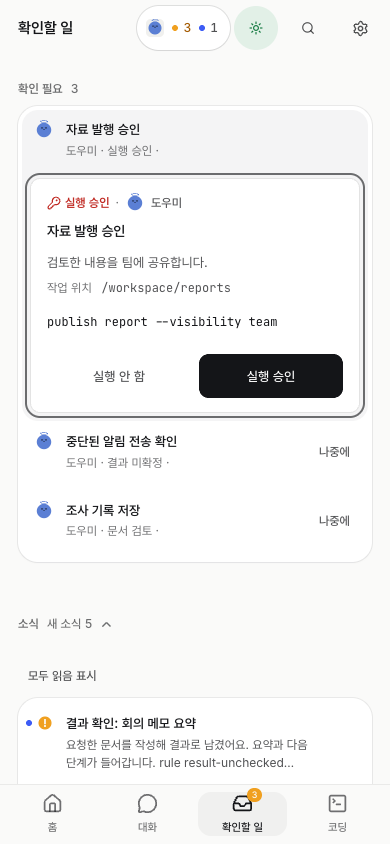 확인할 일
3
1
확인 필요 3
자료 발행 승인
도우미 · 실행 승인 ·
실행 승인 · 도우미
자료 발행 승인
검토한 내용을 팀에 공유합니다.
작업 위치 /workspace/reports
publish report --visibility team
실행 안 함
실행 승인
중단된 알림 전송 확인
도우미 · 결과 미확정 ·
나중에
조사 기록 저장
도우미 · 문서 검토 ·
나중에
소식 새 소식 5
모두 읽음 표시
결과 확인: 회의 메모 요약
요청한 문서를 작성해 결과로 남겼어요. 요약과 다음
단계가 들어갑니다. rule result-unchecked...
3
홈
대화
확인할 일
코딩